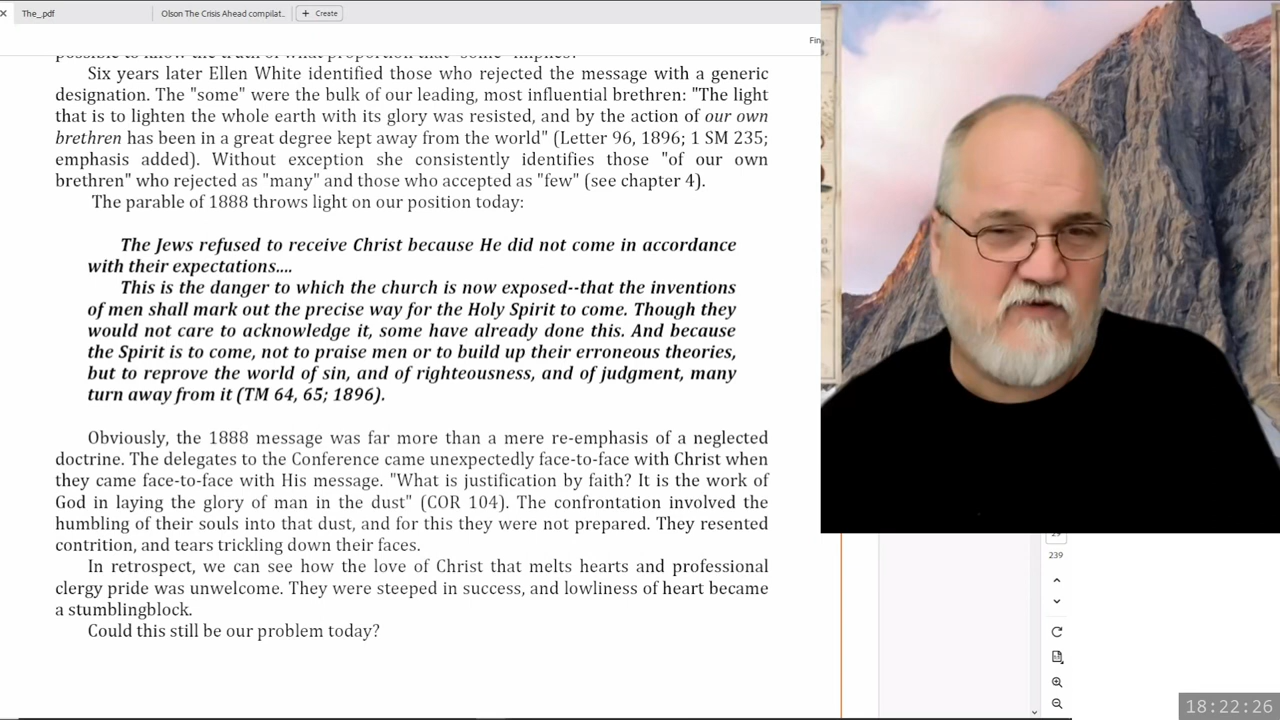 The_.pdf
Olson The Crisis Ahead compilat..
+ Create
Fin
possible to know the truth of what proportion that "some" implies.
Six years later Ellen White identified those who rejected the message with a generic
designation. The "some" were the bulk of our leading, most influential brethren: "The light
that is to lighten the whole earth with its glory was resisted, and by the action of our own
brethren has been in a great degree kept away from the world" (Letter 96, 1896; 1 SM 235;
emphasis added). Without exception she consistently identifies those "of our own
brethren" who rejected as "many" and those who accepted as "few" (see chapter 4).
The parable of 1888 throws light on our position today:
The Jews refused to receive Christ because He did not come in accordance
with their expectations....
This is the danger to which the church is now exposed--that the inventions
of men shall mark out the precise way for the Holy Spirit to come. Though they
would not care to acknowledge it, some have already done this. And because
the Spirit is to come, not to praise men or to build up their erroneous theories,
but to reprove the world of sin, and of righteousness, and of judgment, many
turn away from it (TM 64, 65; 1896).
Obviously, the 1888 message was far more than a mere re-emphasis of a neglected
doctrine. The delegates to the Conference came unexpectedly face-to-face with Christ when
they came face-to-face with His message. "What is justification by faith? It is the work of
God in laying the glory of man in the dust" (COR 104). The confrontation involved the
humbling of their souls into that dust, and for this they were not prepared. They resented
contrition, and tears trickling down their faces.
In retrospect, we can see how the love of Christ that melts hearts and professional
clergy pride was unwelcome. They were steeped in success, and lowliness of heart became
a stumblingblock.
Could this still be our problem today?
239
18:22:26